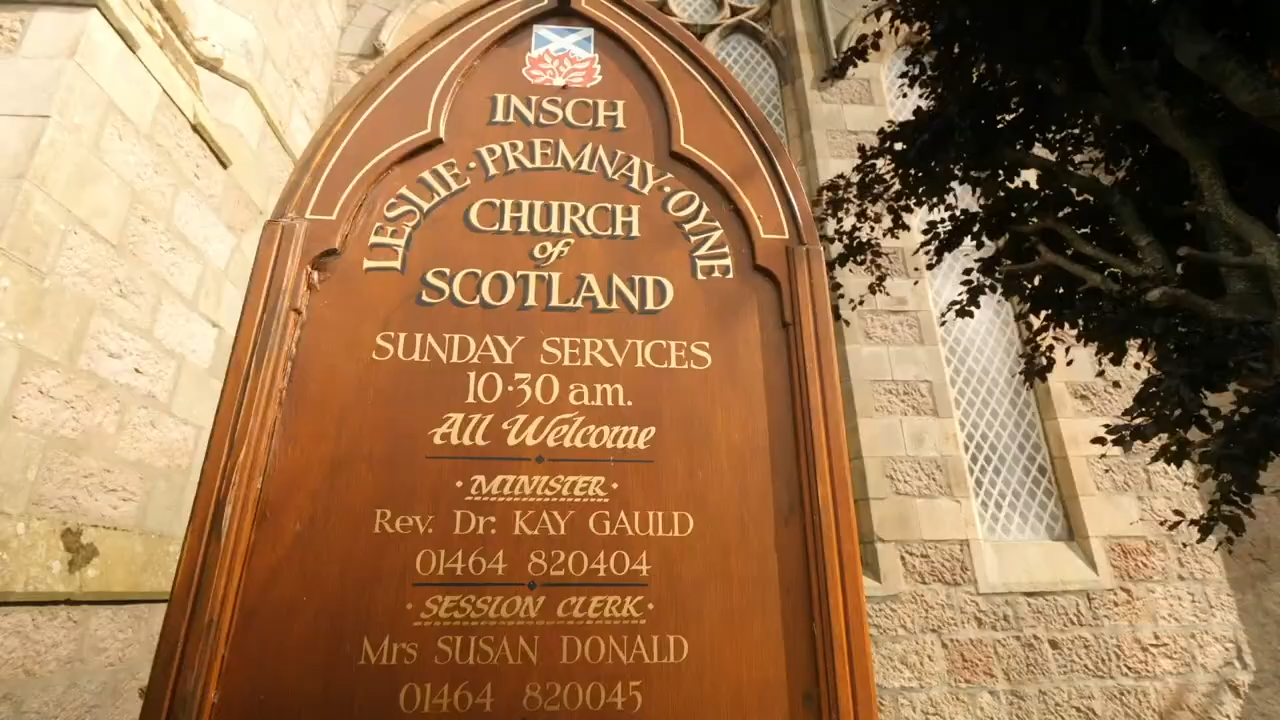 INSCH
LESLIE·PREMNAY·OYNE
CHURCH
of
SCOTLAND
SUNDAY SERVICES
10·30 a.m.
All Welcome
·MINISTER·
Rev. Dr. KAY GAULD
01464 820404
·SESSION CLERK·
Mrs SUSAN DONALD
01464 820045